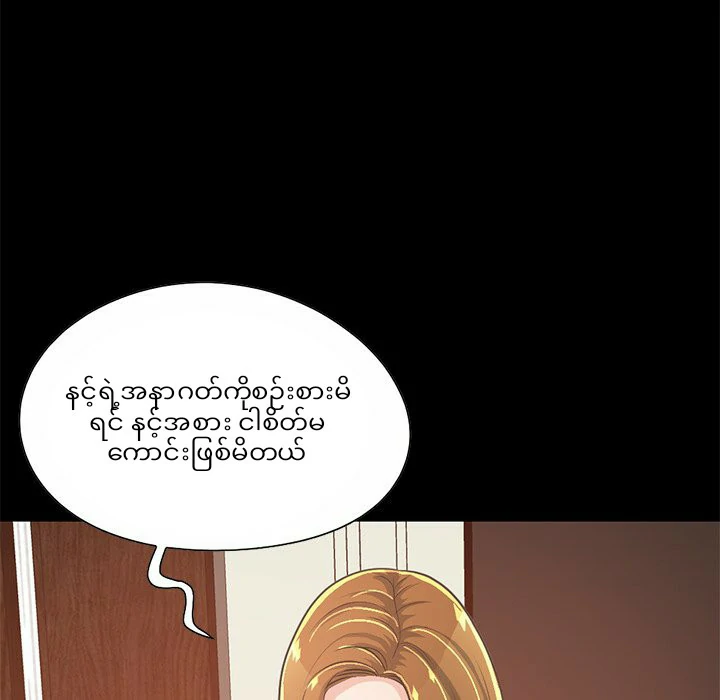 နင့်ရဲ့အနာဂတ်ကိုစဉ်းစားမိ
ရင် နင့်အစား ငါစိတ်မ
ကောင်းဖြစ်မိတယ်